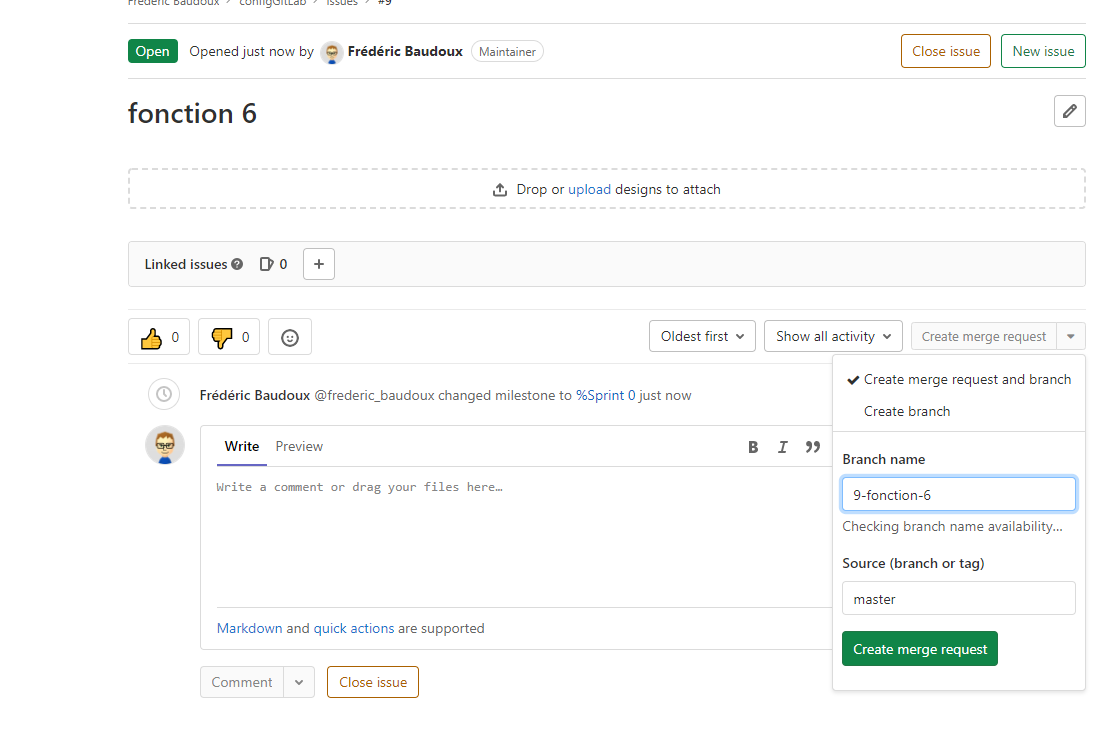 Frédéric Baudoux > configGitLab > Issues > #9
Open Opened just now by Frédéric Baudoux Maintainer Close issue New issue
fonction 6
Drop or upload designs to attach
Linked issues ? 0 +
0 0 Oldest first Show all activity Create merge request
Create merge request and branch
Create branch
Frédéric Baudoux @frederic_baudoux changed milestone to %Sprint 0 just now
Write Preview B I ”
Write a comment or drag your files here…
Branch name
9-fonction-6
Checking branch name availability…
Source (branch or tag)
master
Create merge request
Markdown and quick actions are supported
Comment Close issue